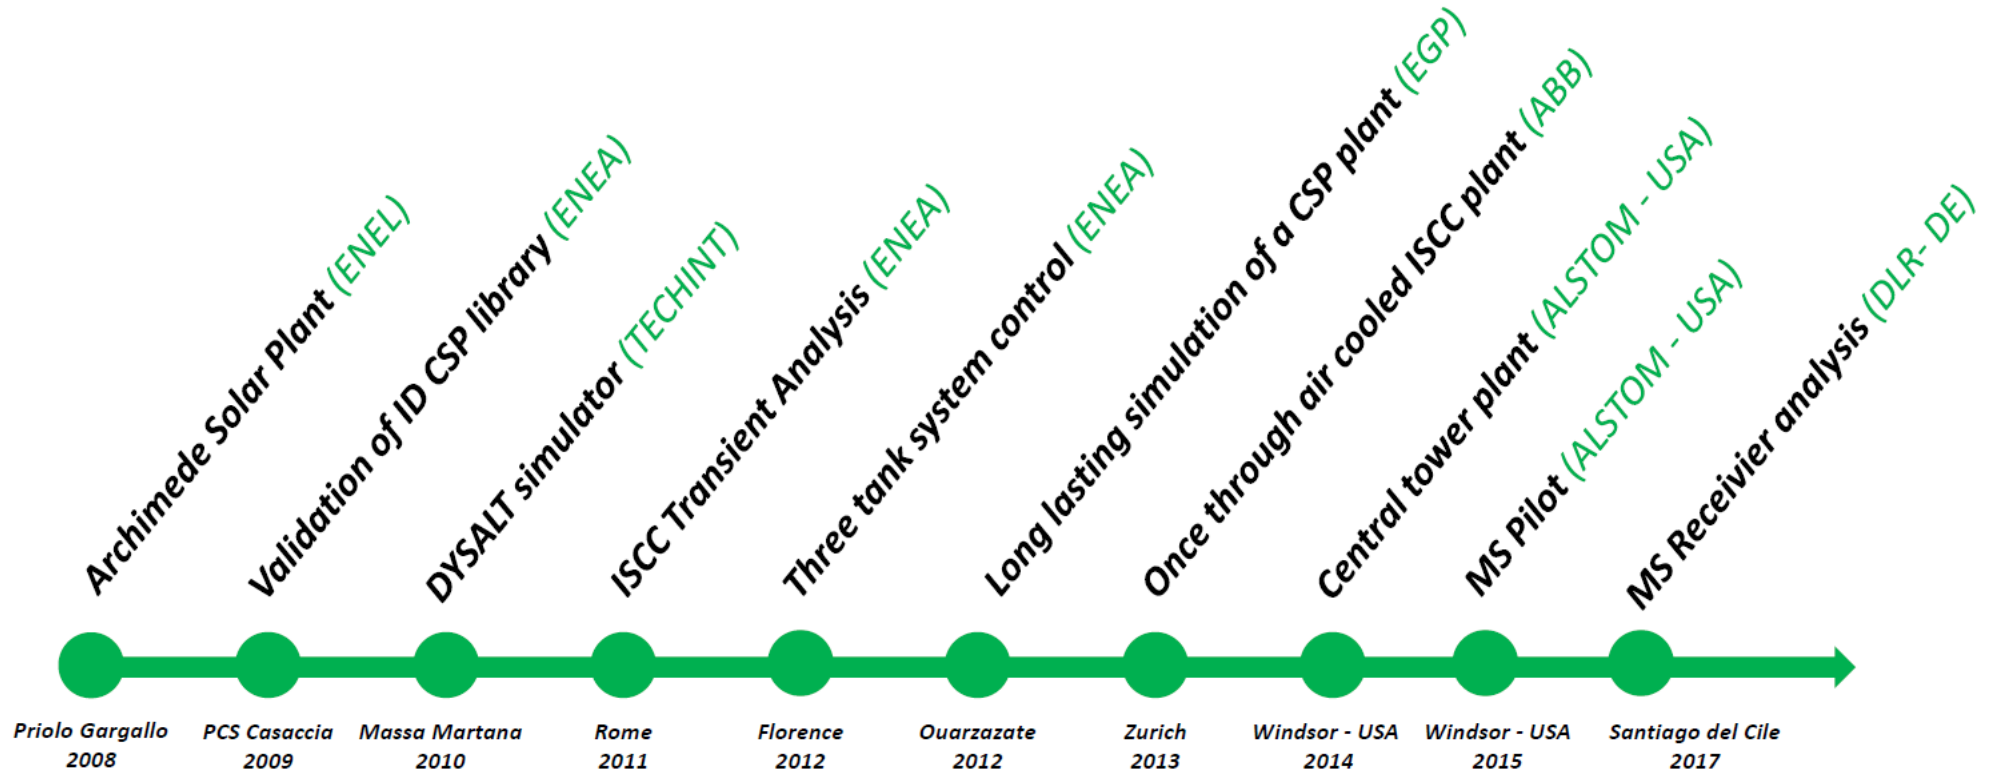 Archimede Solar Plant (ENEL)
Validation of ID CSP library (ENEA)
DYSALT simulator (TECHINT)
ISCC Transient Analysis (ENEA)
Three tank system control (ENEA)
Long lasting simulation of a CSP plant (EGP)
Once through air cooled ISCC plant (ABB)
Central tower plant (ALSTOM - USA)
MS Pilot (ALSTOM - USA)
MS Receivier analysis (DLR- DE)
Priolo Gargallo
2008
PCS Casaccia
2009
Massa Martana
2010
Rome
2011
Florence
2012
Ouarzazate
2012
Zurich
2013
Windsor - USA
2014
Windsor - USA
2015
Santiago del Cile
2017